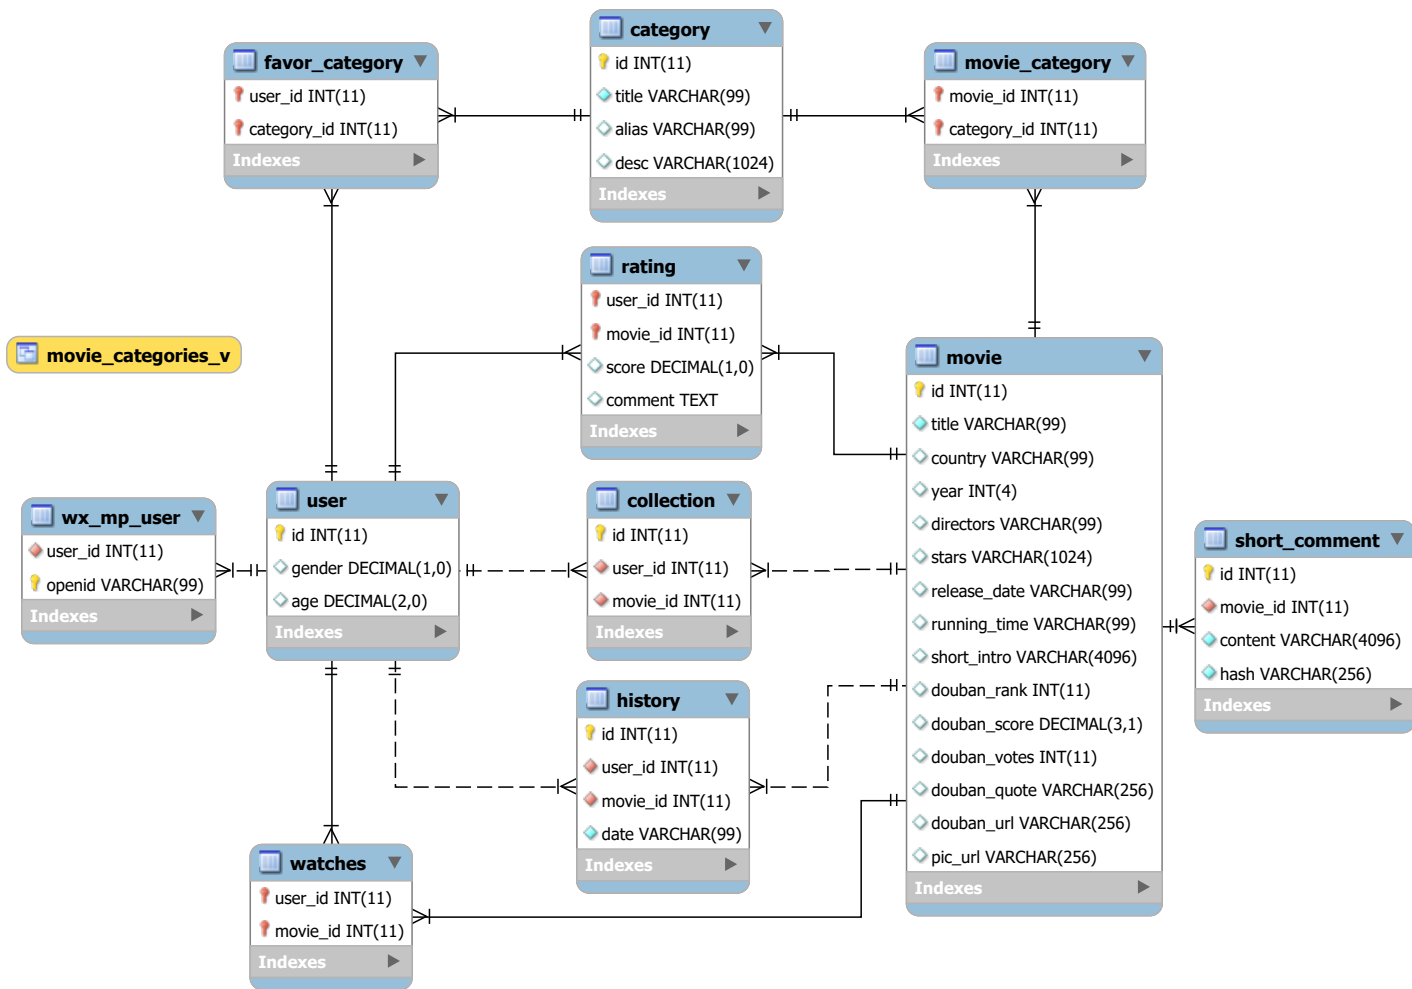 category
id INT(11)
title VARCHAR(99)
alias VARCHAR(99)
desc VARCHAR(1024)
Indexes
favor_category
user_id INT(11)
category_id INT(11)
Indexes
movie_category
movie_id INT(11)
category_id INT(11)
Indexes
rating
user_id INT(11)
movie_id INT(11)
score DECIMAL(1,0)
comment TEXT
Indexes
movie_categories_v
movie
id INT(11)
title VARCHAR(99)
country VARCHAR(99)
year INT(4)
directors VARCHAR(99)
stars VARCHAR(1024)
release_date VARCHAR(99)
running_time VARCHAR(99)
short_intro VARCHAR(4096)
douban_rank INT(11)
douban_score DECIMAL(3,1)
douban_votes INT(11)
douban_quote VARCHAR(256)
douban_url VARCHAR(256)
pic_url VARCHAR(256)
Indexes
wx_mp_user
user_id INT(11)
openid VARCHAR(99)
Indexes
user
id INT(11)
gender DECIMAL(1,0)
age DECIMAL(2,0)
Indexes
collection
id INT(11)
user_id INT(11)
movie_id INT(11)
Indexes
short_comment
id INT(11)
movie_id INT(11)
content VARCHAR(4096)
hash VARCHAR(256)
Indexes
history
id INT(11)
user_id INT(11)
movie_id INT(11)
date VARCHAR(99)
Indexes
watches
user_id INT(11)
movie_id INT(11)
Indexes